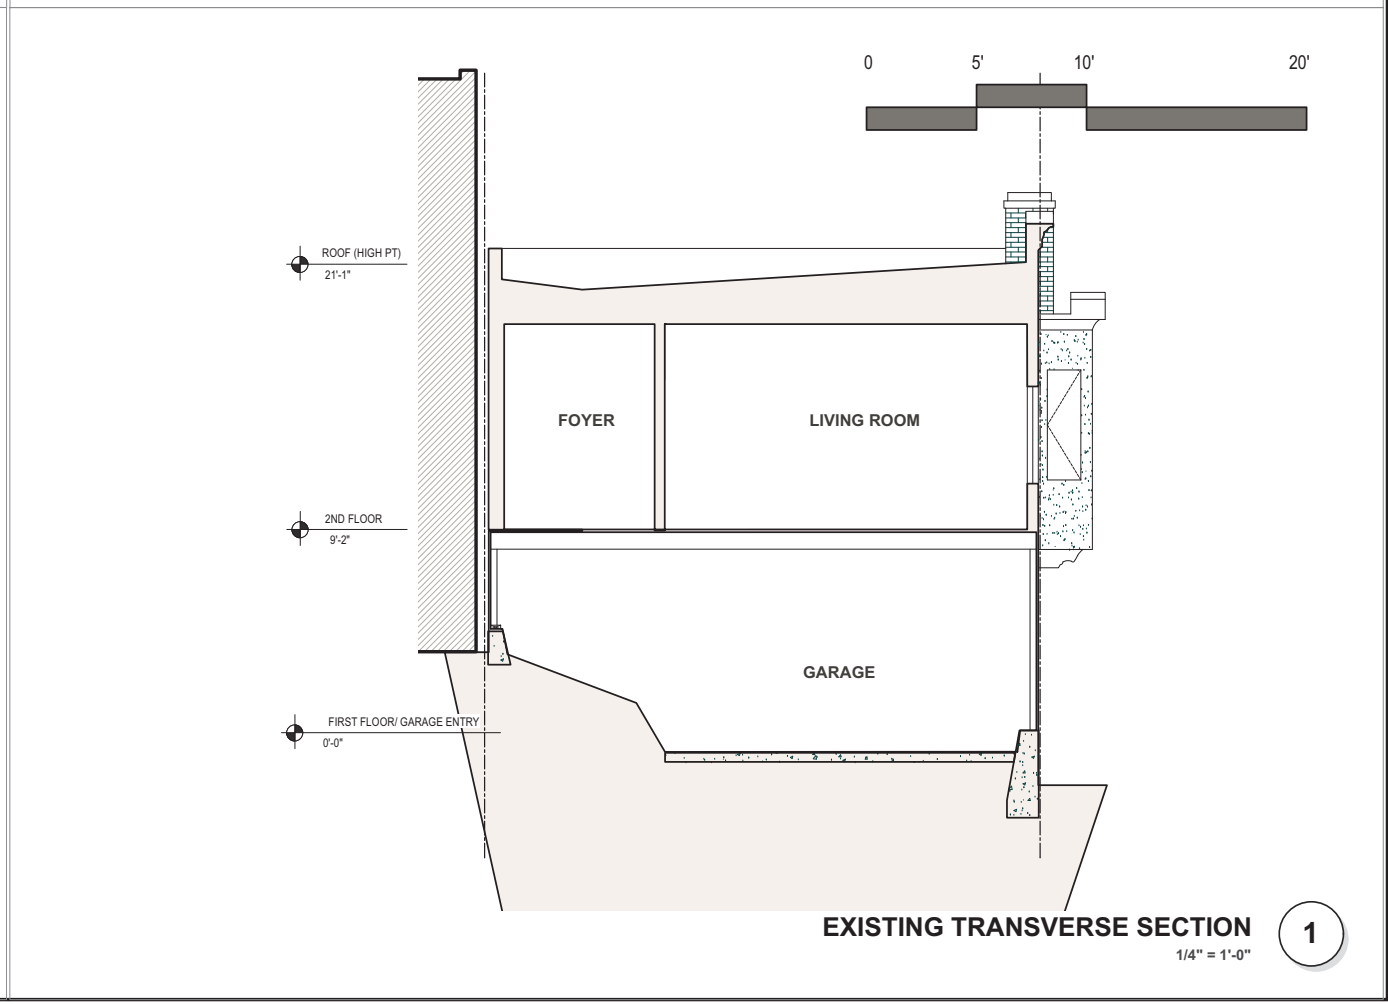 0 5' 10' 20'
ROOF (HIGH PT)
21'-1"
FOYER
LIVING ROOM
2ND FLOOR
9'-2"
GARAGE
FIRST FLOOR/ GARAGE ENTRY
0'-0"
EXISTING TRANSVERSE SECTION
1
1/4" = 1'-0"